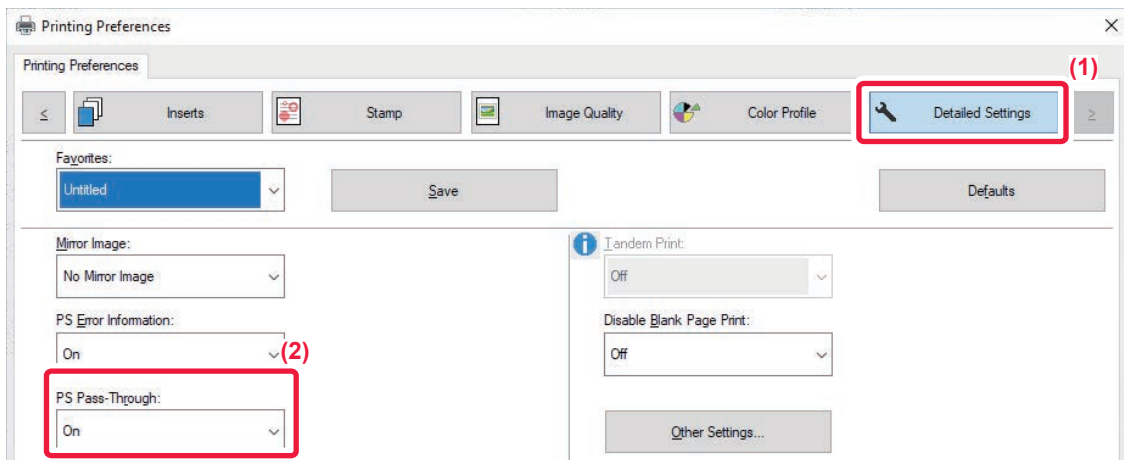 Printing Preferences
Printing Preferences
(1)
≤ Inserts Stamp Image Quality Color Profile Detailed Settings ≥
Favorites:
Untitled Save Defaults
Mirror Image: Tandem Print:
No Mirror Image Off
PS Error Information: Disable Blank Page Print:
On (2) Off
PS Pass-Through:
On Other Settings...